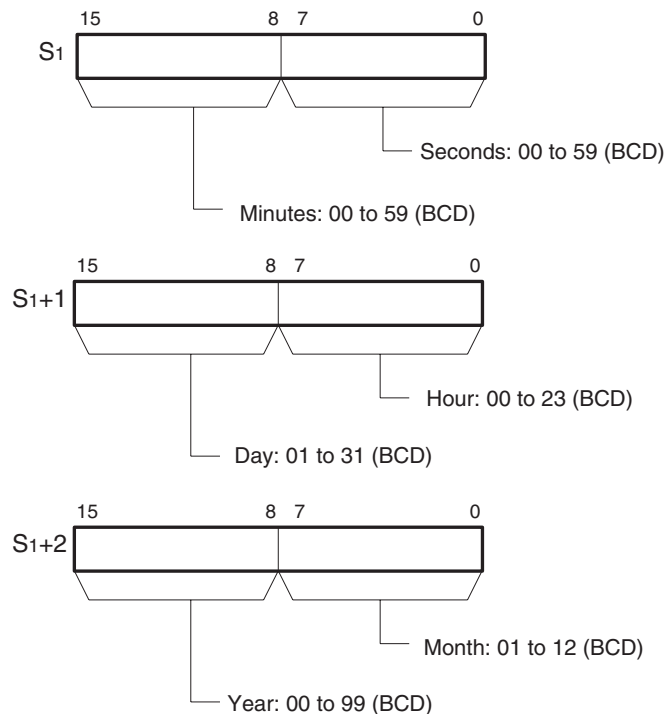 15 8 7 0
S1
Seconds: 00 to 59 (BCD)
Minutes: 00 to 59 (BCD)
15 8 7 0
S1+1
Hour: 00 to 23 (BCD)
Day: 01 to 31 (BCD)
15 8 7 0
S1+2
Month: 01 to 12 (BCD)
Year: 00 to 99 (BCD)